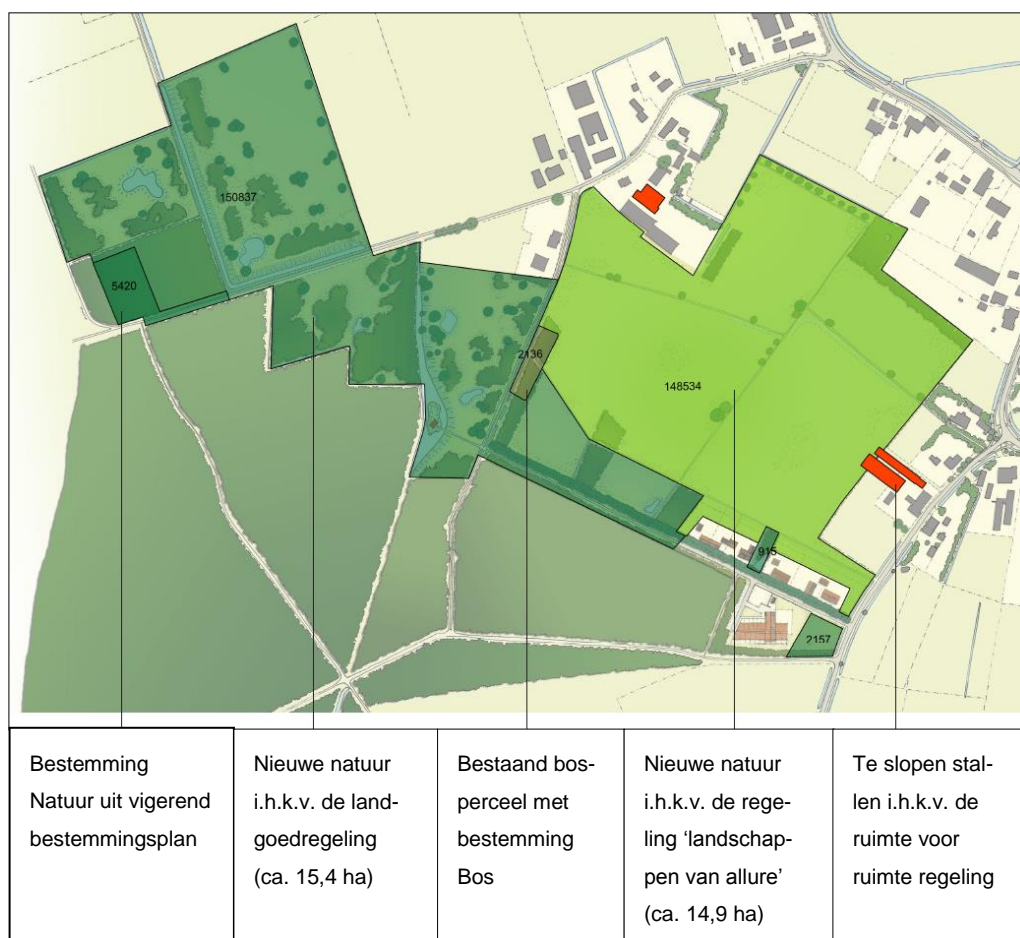 150837
5420
2136
148534
915
2157
Bestemming
Natuur uit vigerend
bestemmingsplan
Nieuwe natuur
i.h.k.v. de land-
goedregeling
(ca. 15,4 ha)
Bestaand bos-
perceel met
bestemming
Bos
Nieuwe natuur
i.h.k.v. de rege-
ling ‘landschap-
pen van allure’
(ca. 14,9 ha)
Te slopen stal-
len i.h.k.v. de
ruimte voor
ruimte regeling